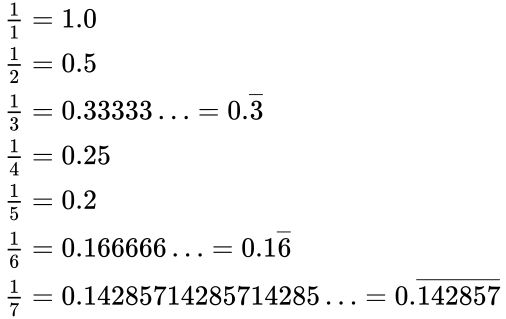 1/1 = 1.0
1/2 = 0.5
1/3 = 0.33333… = 0.3̅
1/4 = 0.25
1/5 = 0.2
1/6 = 0.166666… = 0.16̅
1/7 = 0.14285714285714285… = 0.1̅4̅2̅8̅5̅7̅